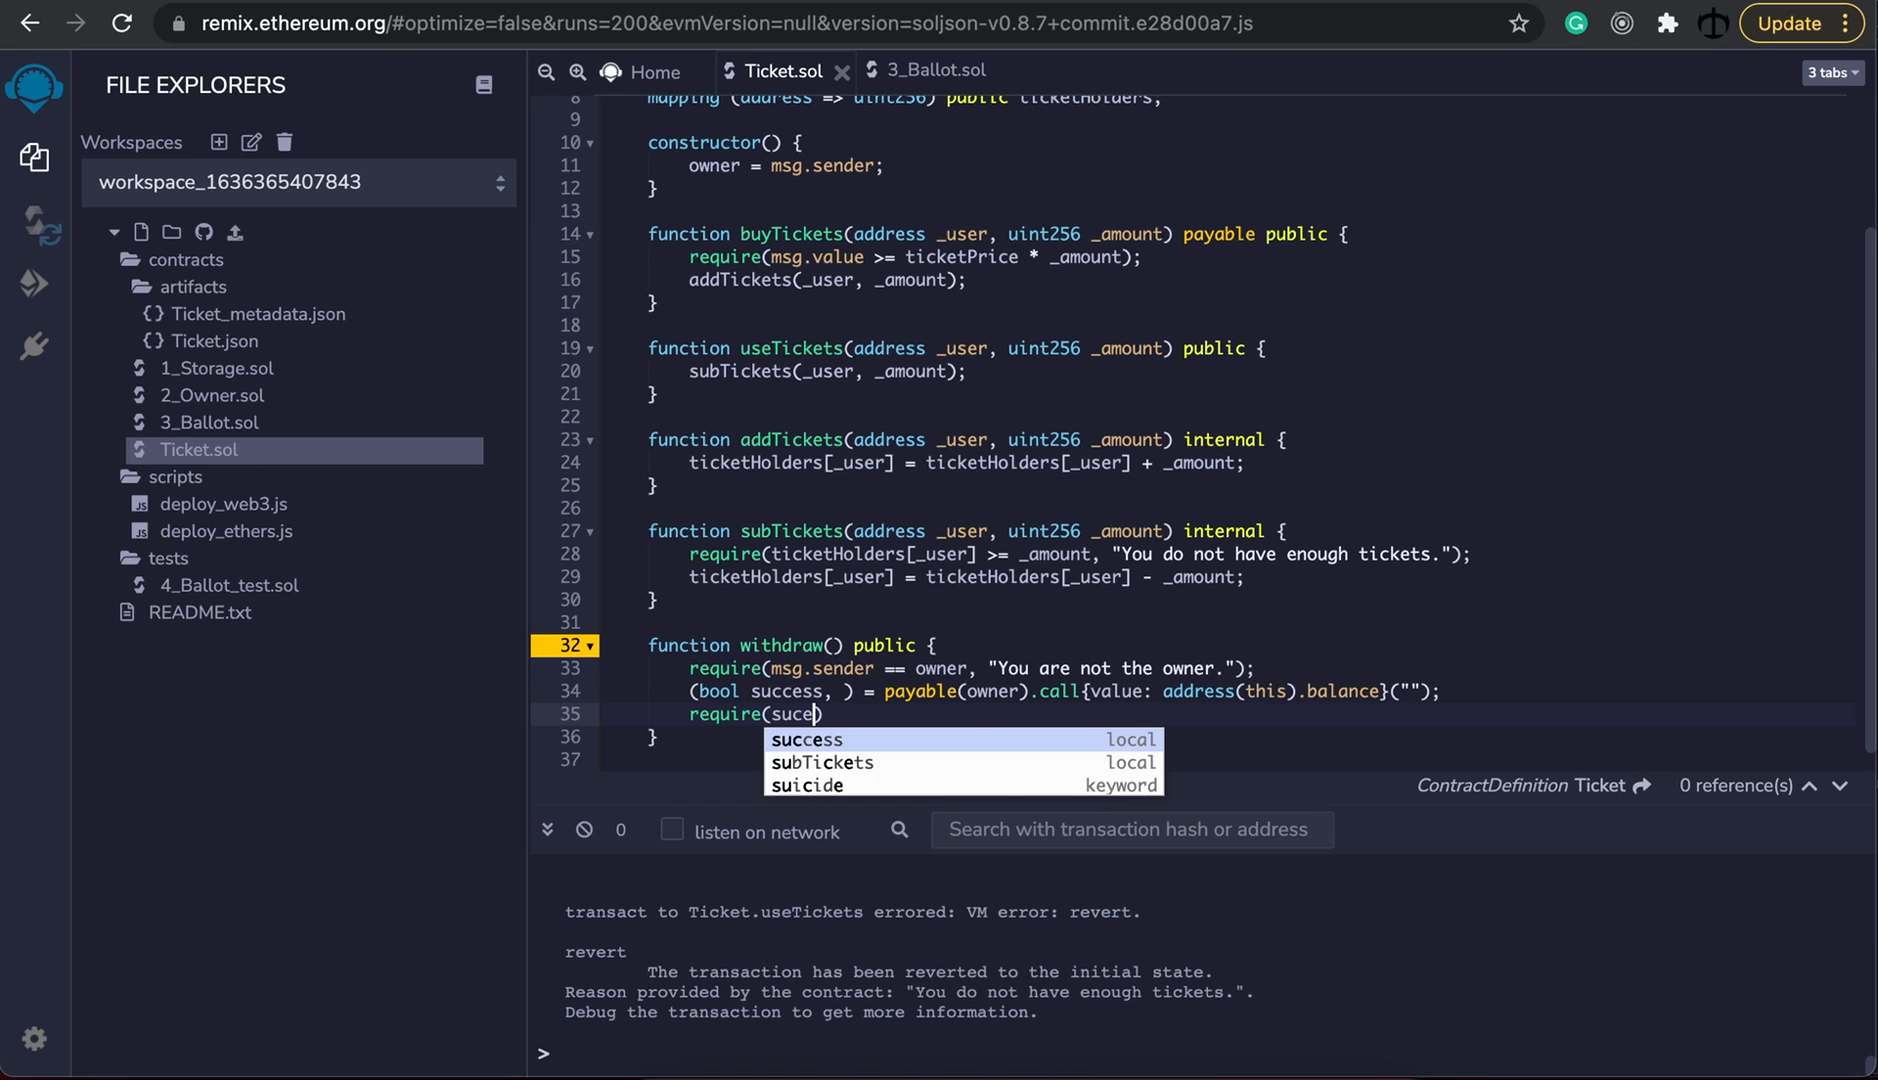 remix.ethereum.org/#optimize=false&runs=200&evmVersion=null&version=soljson-v0.8.7+commit.e28d00a7.js
Update
FILE EXPLORERS
Home
Ticket.sol
3_Ballot.sol
3 tabs
Workspaces
workspace_1636365407843
contracts
artifacts
{} Ticket_metadata.json
{} Ticket.json
1_Storage.sol
2_Owner.sol
3_Ballot.sol
Ticket.sol
scripts
JS deploy_web3.js
JS deploy_ethers.js
tests
4_Ballot_test.sol
README.txt
8 mapping (address => uint256) public ticketHolders;
9
10 constructor() {
11 owner = msg.sender;
12 }
13
14 function buyTickets(address _user, uint256 _amount) payable public {
15 require(msg.value >= ticketPrice * _amount);
16 addTickets(_user, _amount);
17 }
18
19 function useTickets(address _user, uint256 _amount) public {
20 subTickets(_user, _amount);
21 }
22
23 function addTickets(address _user, uint256 _amount) internal {
24 ticketHolders[_user] = ticketHolders[_user] + _amount;
25 }
26
27 function subTickets(address _user, uint256 _amount) internal {
28 require(ticketHolders[_user] >= _amount, "You do not have enough tickets.");
29 ticketHolders[_user] = ticketHolders[_user] - _amount;
30 }
31
32 function withdraw() public {
33 require(msg.sender == owner, "You are not the owner.");
34 (bool success, ) = payable(owner).call{value: address(this).balance}("");
35 require(suce)
36 }
37
success local
subTickets local
suicide keyword
ContractDefinition Ticket 0 reference(s)
0 listen on network Search with transaction hash or address
transact to Ticket.useTickets errored: VM error: revert.
revert
The transaction has been reverted to the initial state.
Reason provided by the contract: "You do not have enough tickets.".
Debug the transaction to get more information.
>